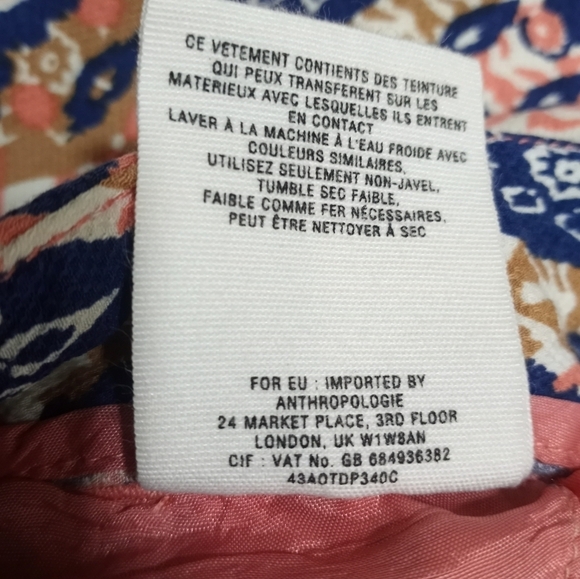 CE VETEMENT CONTIENTS DES TEINTURE
QUI PEUX TRANSFERENT SUR LES
MATERIEUX AVEC LESQUELLES ILS ENTRENT
EN CONTACT
LAVER À LA MACHINE À L'EAU FROIDE AVEC
COULEURS SIMILAIRES,
UTILISEZ SEULEMENT NON-JAVEL,
TUMBLE SEC FAIBLE,
FAIBLE COMME FER NÉCESSAIRES.
PEUT ÊTRE NETTOYER À SEC
FOR EU : IMPORTED BY
ANTHROPOLOGIE
24 MARKET PLACE, 3RD FLOOR
LONDON, UK W1W8AN
CIF : VAT No. GB 684936382
43AOTDP340C